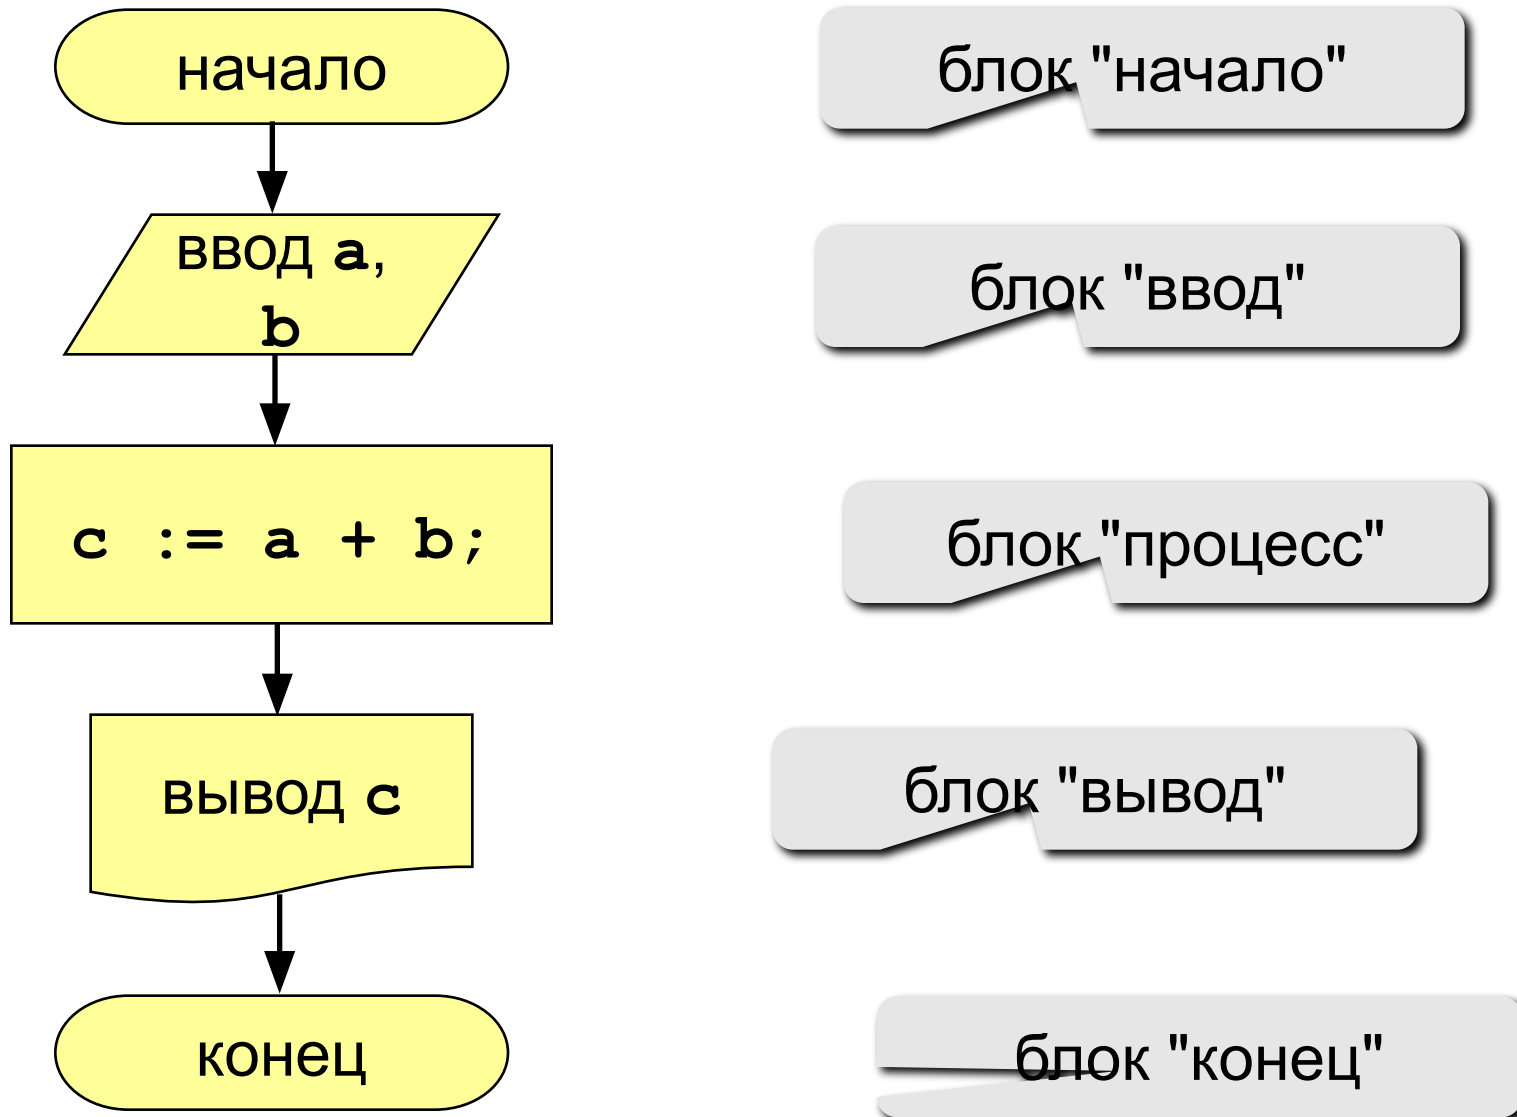 начало
блок "начало"
ввод a,
b
блок "ввод"
c := a + b;
блок "процесс"
вывод c
блок "вывод"
конец
блок "конец"